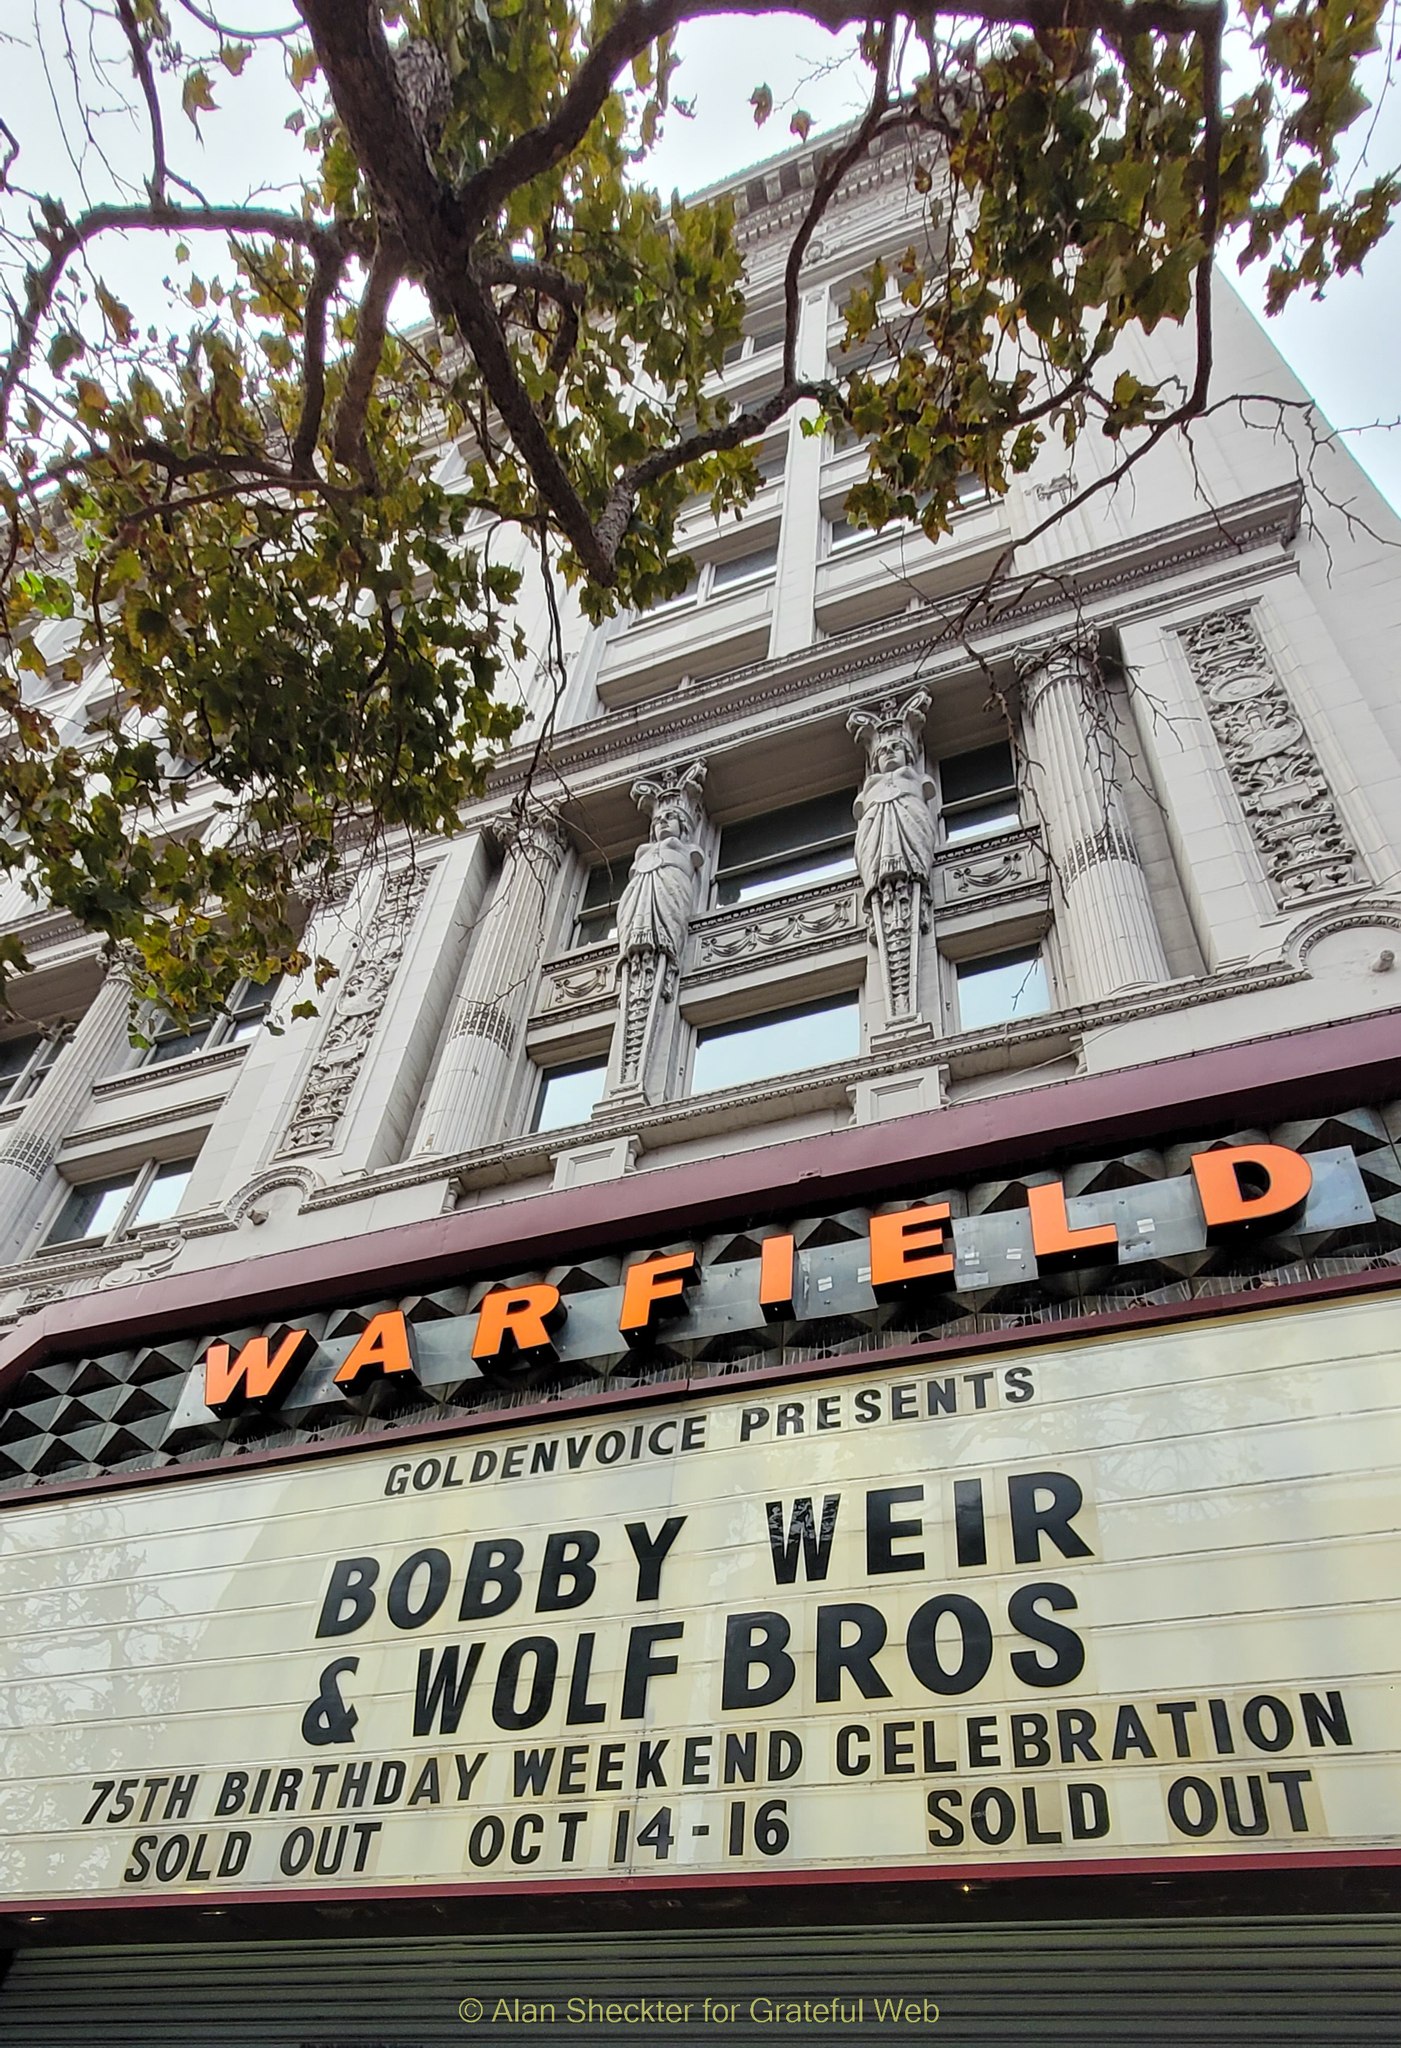 WARFIELD
GOLDENVOICE PRESENTS
BOBBY WEIR
& WOLF BROS
75TH BIRTHDAY WEEKEND CELEBRATION
SOLD OUT OCT 14-16 SOLD OUT
© Alan Sheckter for Grateful Web